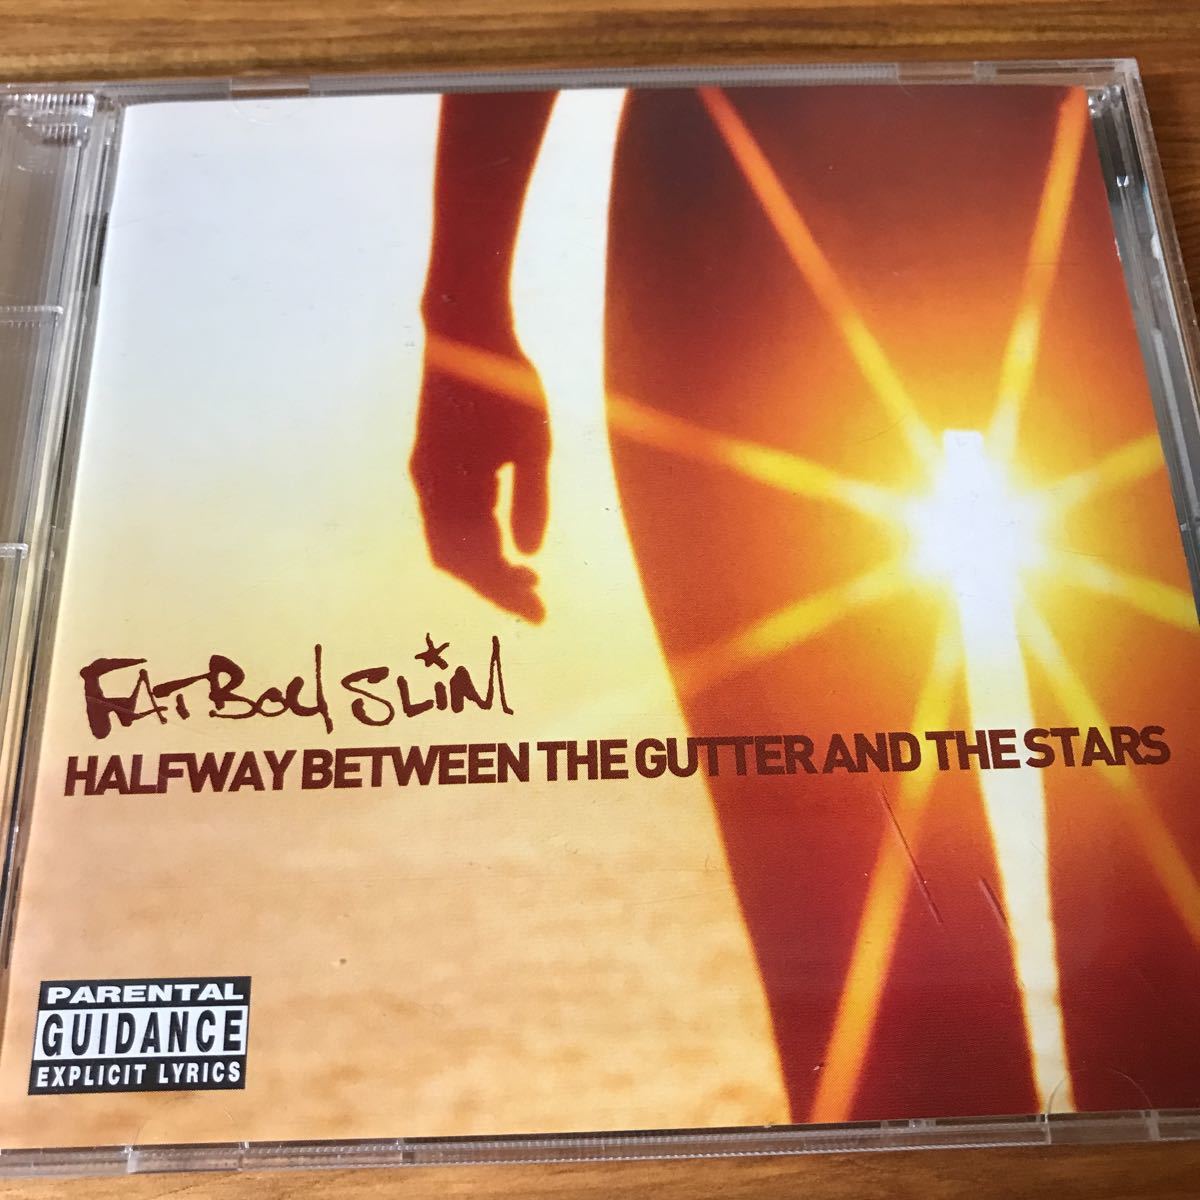 FATBOY SLIM
HALFWAY BETWEEN THE GUTTER AND THE STARS
PARENTAL
GUIDANCE
EXPLICIT LYRICS